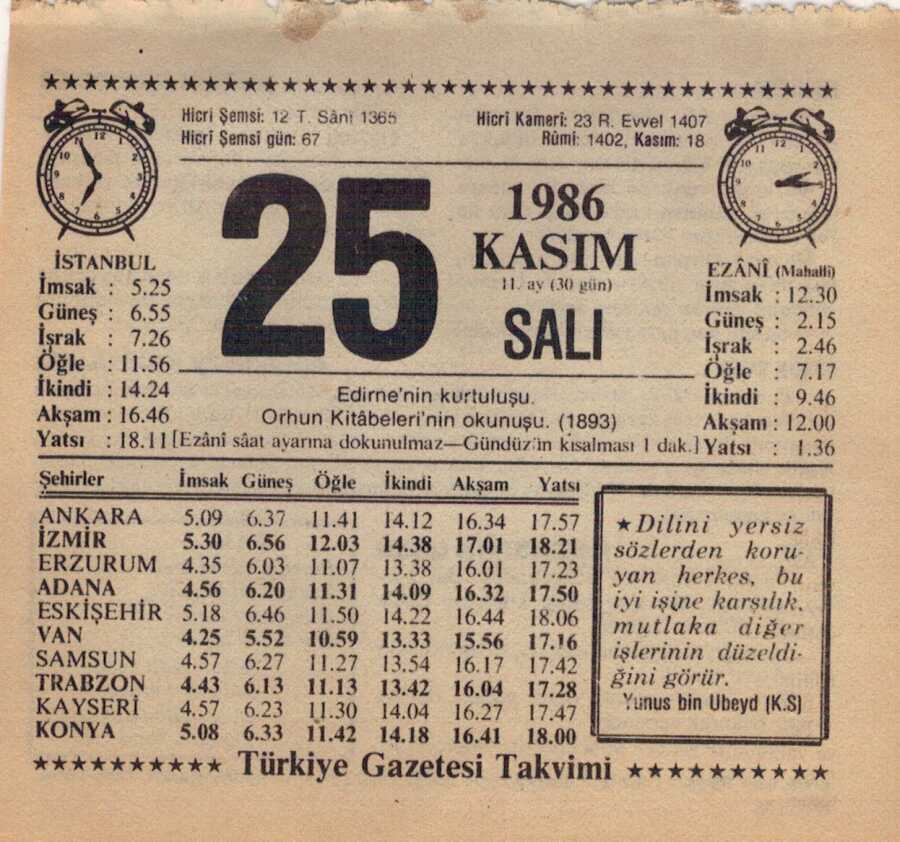 Hicri Şemsi: 12 T. Sâni 1365
Hicrî Şemsi gün: 67
Hicrî Kameri: 23 R. Evvel 1407
Rûmi: 1402, Kasım: 18
25
1986
KASIM
11. ay (30 gün)
SALI
İSTANBUL
İmsak : 5.25
Güneş : 6.55
İşrak : 7.26
Öğle : 11.56
İkindi : 14.24
Akşam : 16.46
Yatsı : 18.11
EZÂNÎ (Mahalli)
İmsak : 12.30
Güneş : 2.15
İşrak : 2.46
Öğle : 7.17
İkindi : 9.46
Akşam : 12.00
Yatsı : 1.36
Edirne'nin kurtuluşu.
Orhun Kitâbeleri'nin okunuşu. (1893)
[Ezânî sâat ayarına dokunulmaz—Gündüz'ün kısalması 1 dak.]
Şehirler İmsak Güneş Öğle İkindi Akşam Yatsı
ANKARA 5.09 6.37 11.41 14.12 16.34 17.57
İZMİR 5.30 6.56 12.03 14.38 17.01 18.21
ERZURUM 4.35 6.03 11.07 13.38 16.01 17.23
ADANA 4.56 6.20 11.31 14.09 16.32 17.50
ESKİŞEHİR 5.18 6.46 11.50 14.22 16.44 18.06
VAN 4.25 5.52 10.59 13.33 15.56 17.16
SAMSUN 4.57 6.27 11.27 13.54 16.17 17.42
TRABZON 4.43 6.13 11.13 13.42 16.04 17.28
KAYSERİ 4.57 6.23 11.30 14.04 16.27 17.47
KONYA 5.08 6.33 11.42 14.18 16.41 18.00
★Dilini yersiz
sözlerden koru-
yan herkes, bu
iyi işine karşılık,
mutlaka diğer
işlerinin düzeldi-
ğini görür.
Yunus bin Ubeyd (K.S)
★★★★★★★★★★ Türkiye Gazetesi Takvimi ★★★★★★★★★★